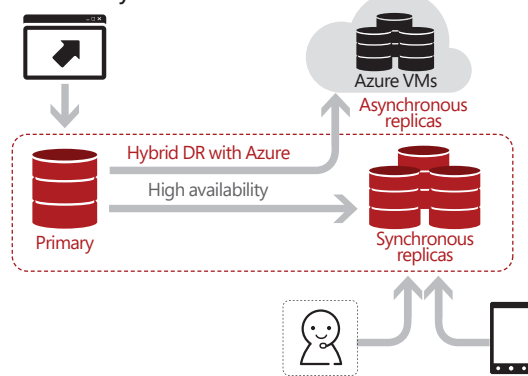 Azure VMs
Asynchronous
replicas
Hybrid DR with Azure
High availability
Primary
Synchronous
replicas